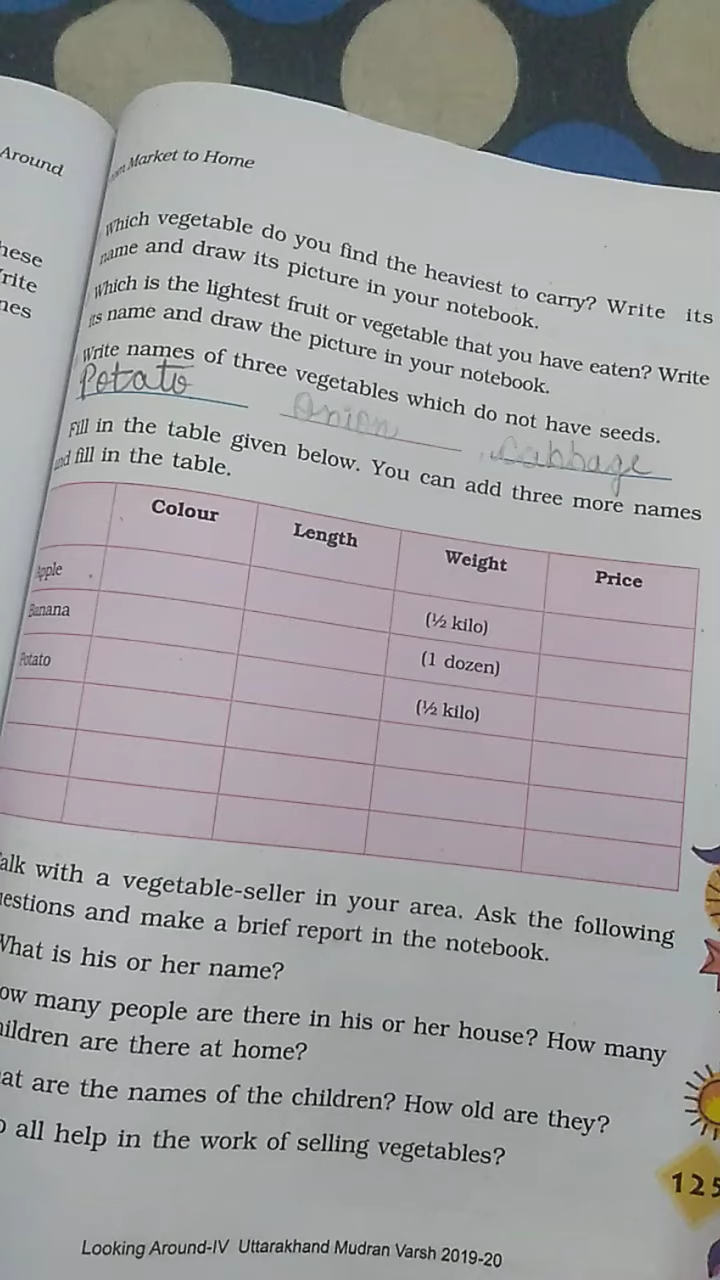 Around
hese
rite
nes
Market to Home
Which vegetable do you find the heaviest to carry? Write its
name and draw its picture in your notebook.
Which is the lightest fruit or vegetable that you have eaten? Write
its name and draw the picture in your notebook.
Write names of three vegetables which do not have seeds.
Potato Onion Cabbage
Fill in the table given below. You can add three more names
and fill in the table.
Colour Length Weight Price
Apple (½ kilo)
Banana (1 dozen)
Potato (½ kilo)
alk with a vegetable-seller in your area. Ask the following
estions and make a brief report in the notebook.
What is his or her name?
ow many people are there in his or her house? How many
ildren are there at home?
at are the names of the children? How old are they?
o all help in the work of selling vegetables?
125
Looking Around-IV Uttarakhand Mudran Varsh 2019-20